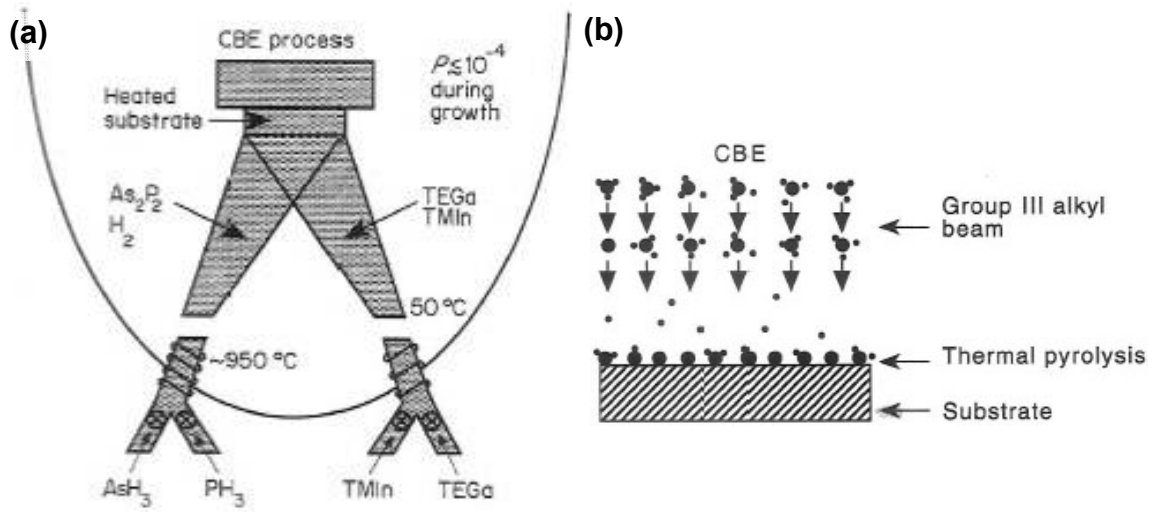 (a)
CBE process
P≤10⁻⁴
during
growth
Heated
substrate
As₂P₂
H₂
TEGa
TMIn
50°C
~950°C
AsH₃
PH₃
TMIn
TEGa
(b)
CBE
Group III alkyl
beam
Thermal pyrolysis
Substrate